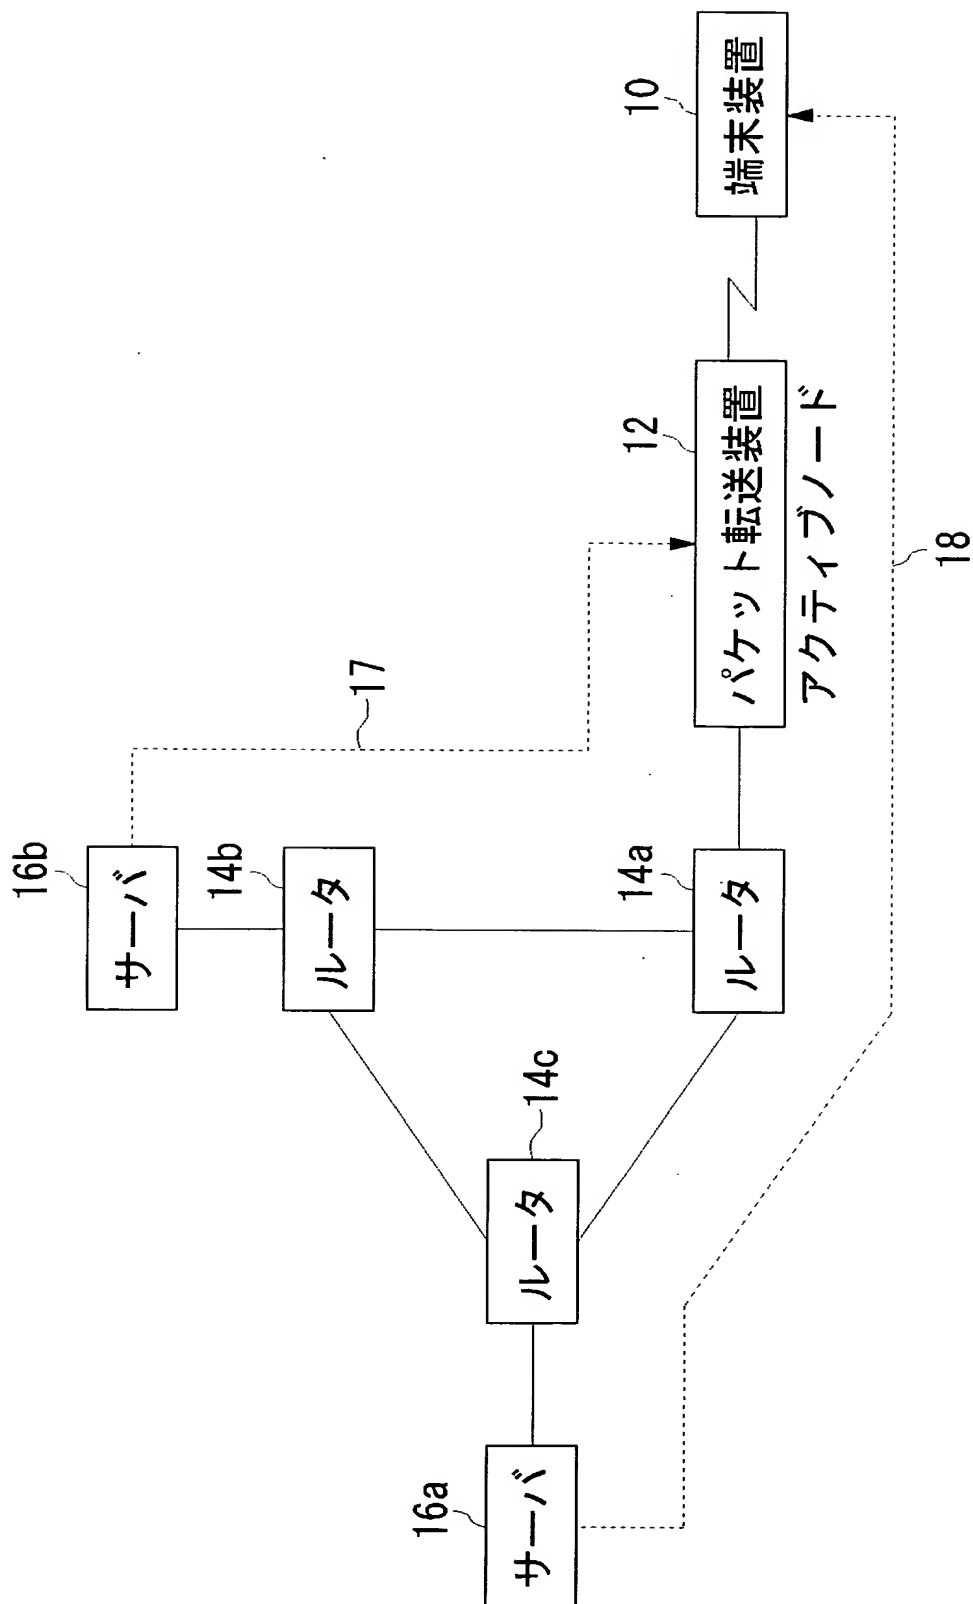 16b
サーバ
14b
ルータ
17
16a
サーバ
14c
ルータ
14a
ルータ
12
パケット転送装置
アクティブノード
10
端末装置
18